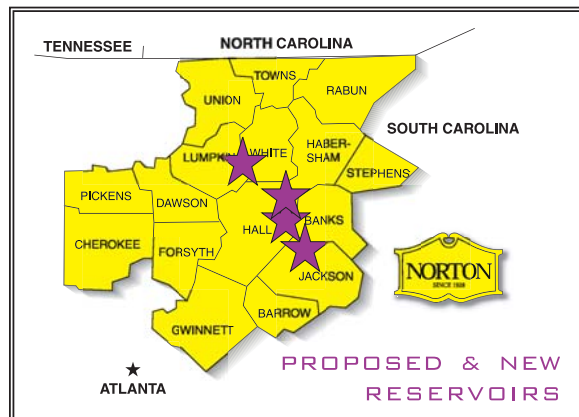 TENNESSEE
NORTH CAROLINA
TOWNS
RABUN
UNION
SOUTH CAROLINA
LUMPKIN
WHITE
HABER-
SHAM
STEPHENS
PICKENS
DAWSON
BANKS
HALL
CHEROKEE
FORSYTH
JACKSON
NORTON
SINCE 1928
BARROW
GWINNETT
PROPOSED & NEW
RESERVOIRS
ATLANTA